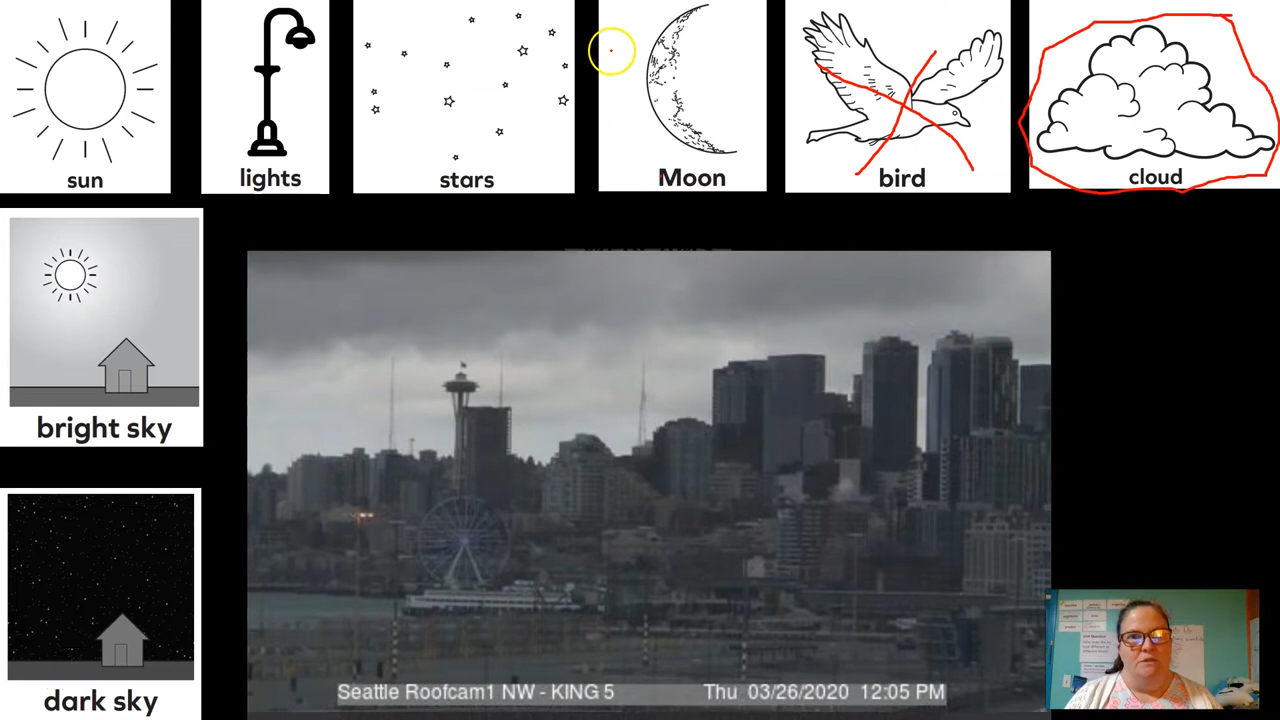 sun
lights
stars
Moon
bird
cloud
bright sky
dark sky
Seattle Roofcam1 NW - KING 5
Thu 03/26/2020 12:05 PM